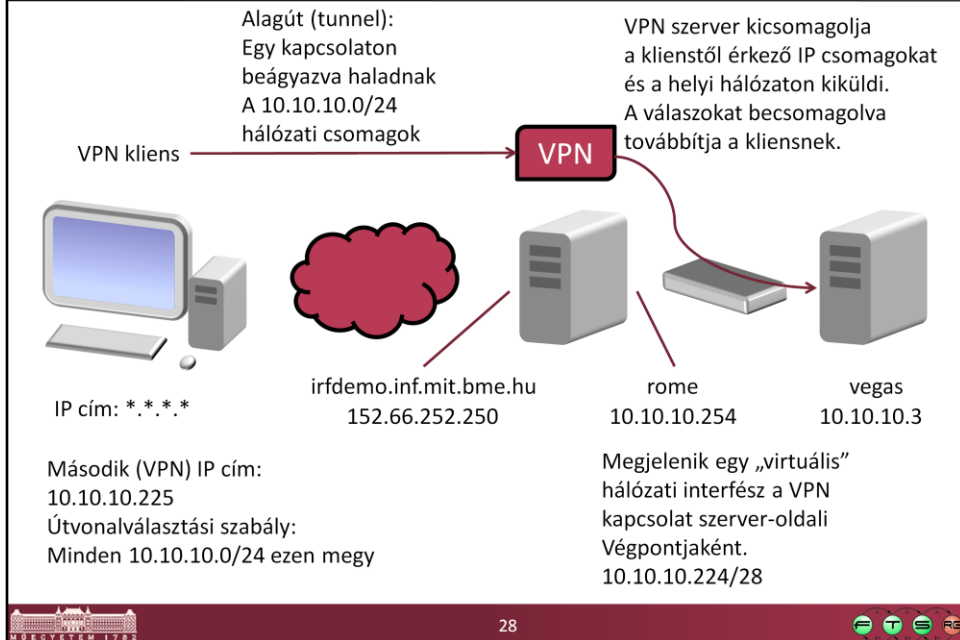 Alagút (tunnel):
Egy kapcsolaton
beágyazva haladnak
A 10.10.10.0/24
hálózati csomagok
VPN szerver kicsomagolja
a klienstől érkező IP csomagokat
és a helyi hálózaton kiküldi.
A válaszokat becsomagolva
továbbítja a kliensnek.
VPN kliens
VPN
irfdemo.inf.mit.bme.hu
152.66.252.250
rome
10.10.10.254
vegas
10.10.10.3
IP cím: *.*.*.*
Második (VPN) IP cím:
10.10.10.225
Útvonalválasztási szabály:
Minden 10.10.10.0/24 ezen megy
Megjelenik egy „virtuális”
hálózati interfész a VPN
kapcsolat szerver-oldali
Végpontjaként.
10.10.10.224/28
MŰEGYETEM 1782
28
F T S RG